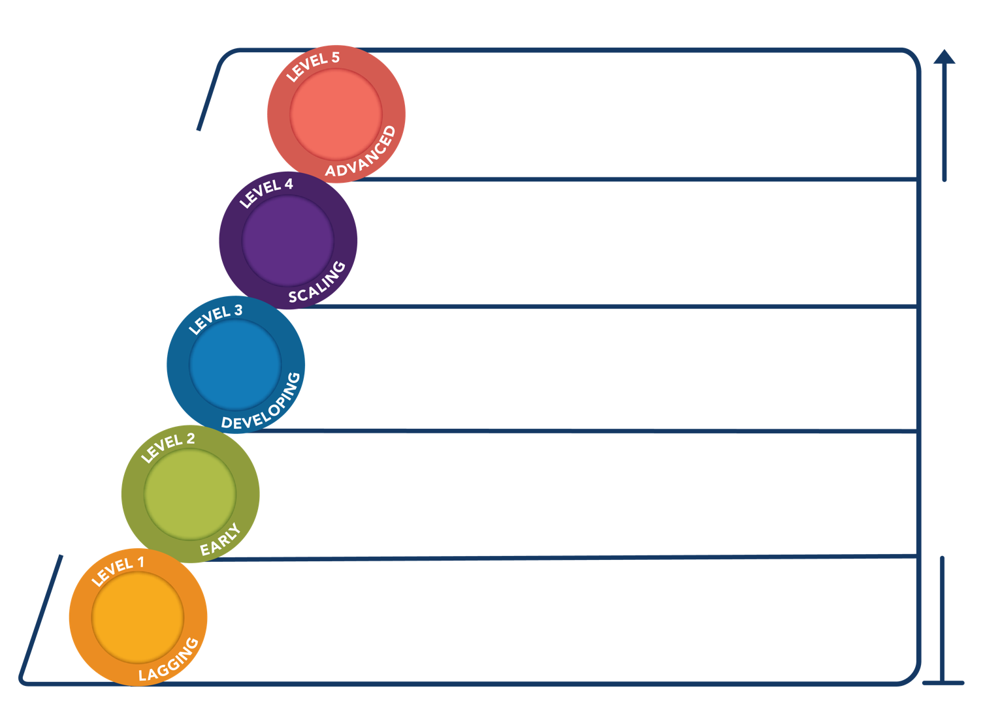 LEVEL 5
ADVANCED
LEVEL 4
SCALING
LEVEL 3
DEVELOPING
LEVEL 2
EARLY
LEVEL 1
LAGGING